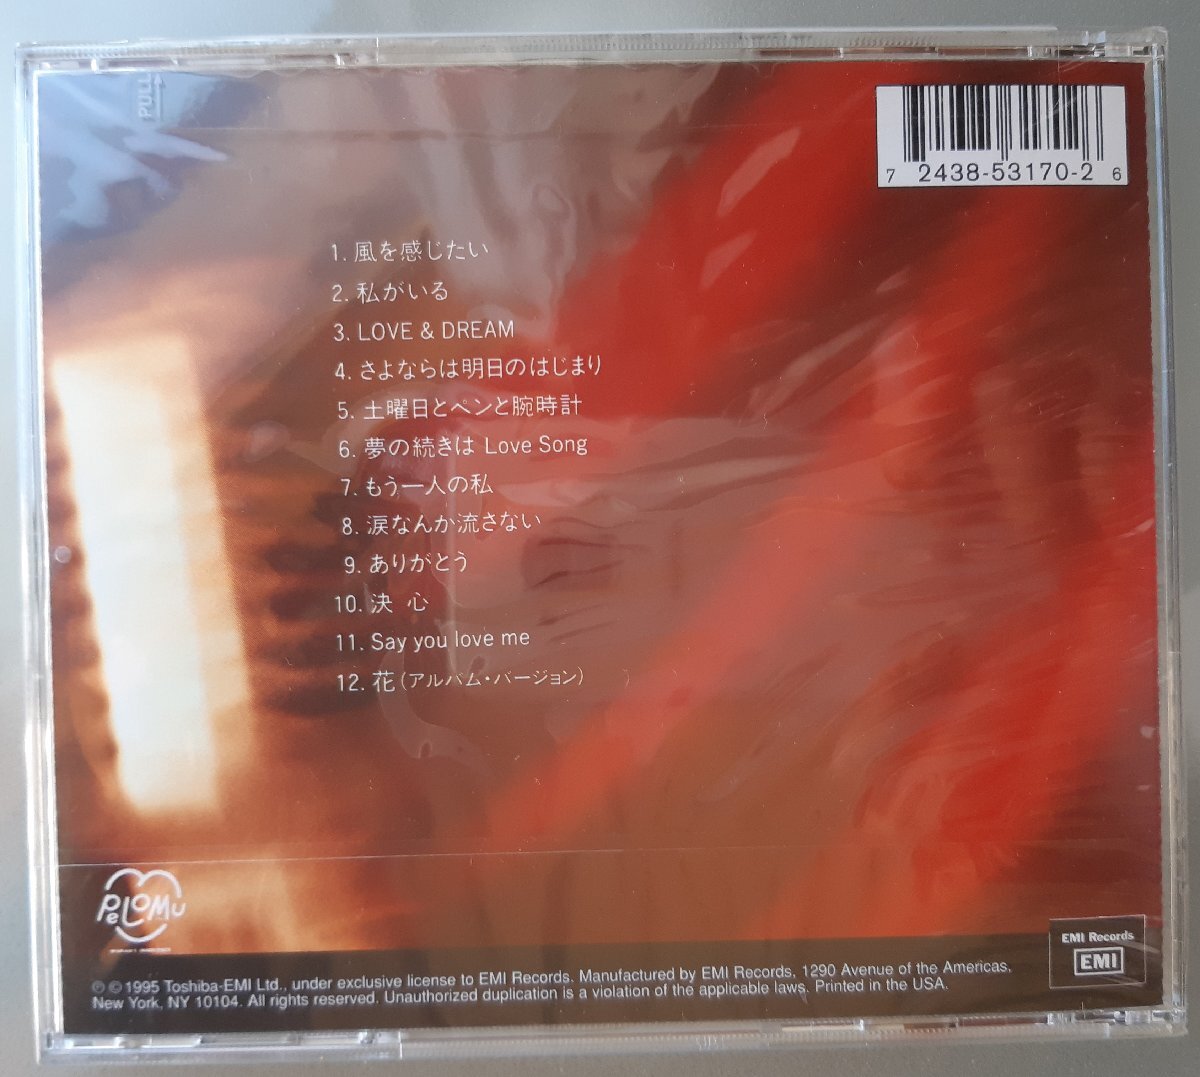 PULL
7 2438-53170-2 6
1. 風を感じたい
2. 私がいる
3. LOVE & DREAM
4. さよならは明日のはじまり
5. 土曜日とペンと腕時計
6. 夢の続きは Love Song
7. もう一人の私
8. 涙なんか流さない
9. ありがとう
10. 決 心
11. Say you love me
12. 花(アルバム・バージョン)
PeLoMu
EMI Records
EMI
℗ © 1995 Toshiba-EMI Ltd., under exclusive license to EMI Records. Manufactured by EMI Records, 1290 Avenue of the Americas,
New York, NY 10104. All rights reserved. Unauthorized duplication is a violation of the applicable laws. Printed in the USA.